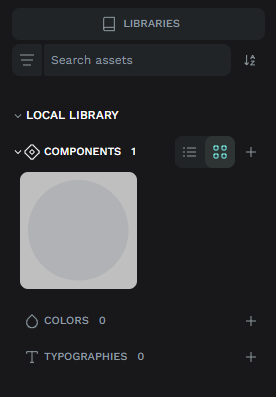 LIBRARIES
Search assets
LOCAL LIBRARY
COMPONENTS 1
COLORS 0
TYPOGRAPHIES 0